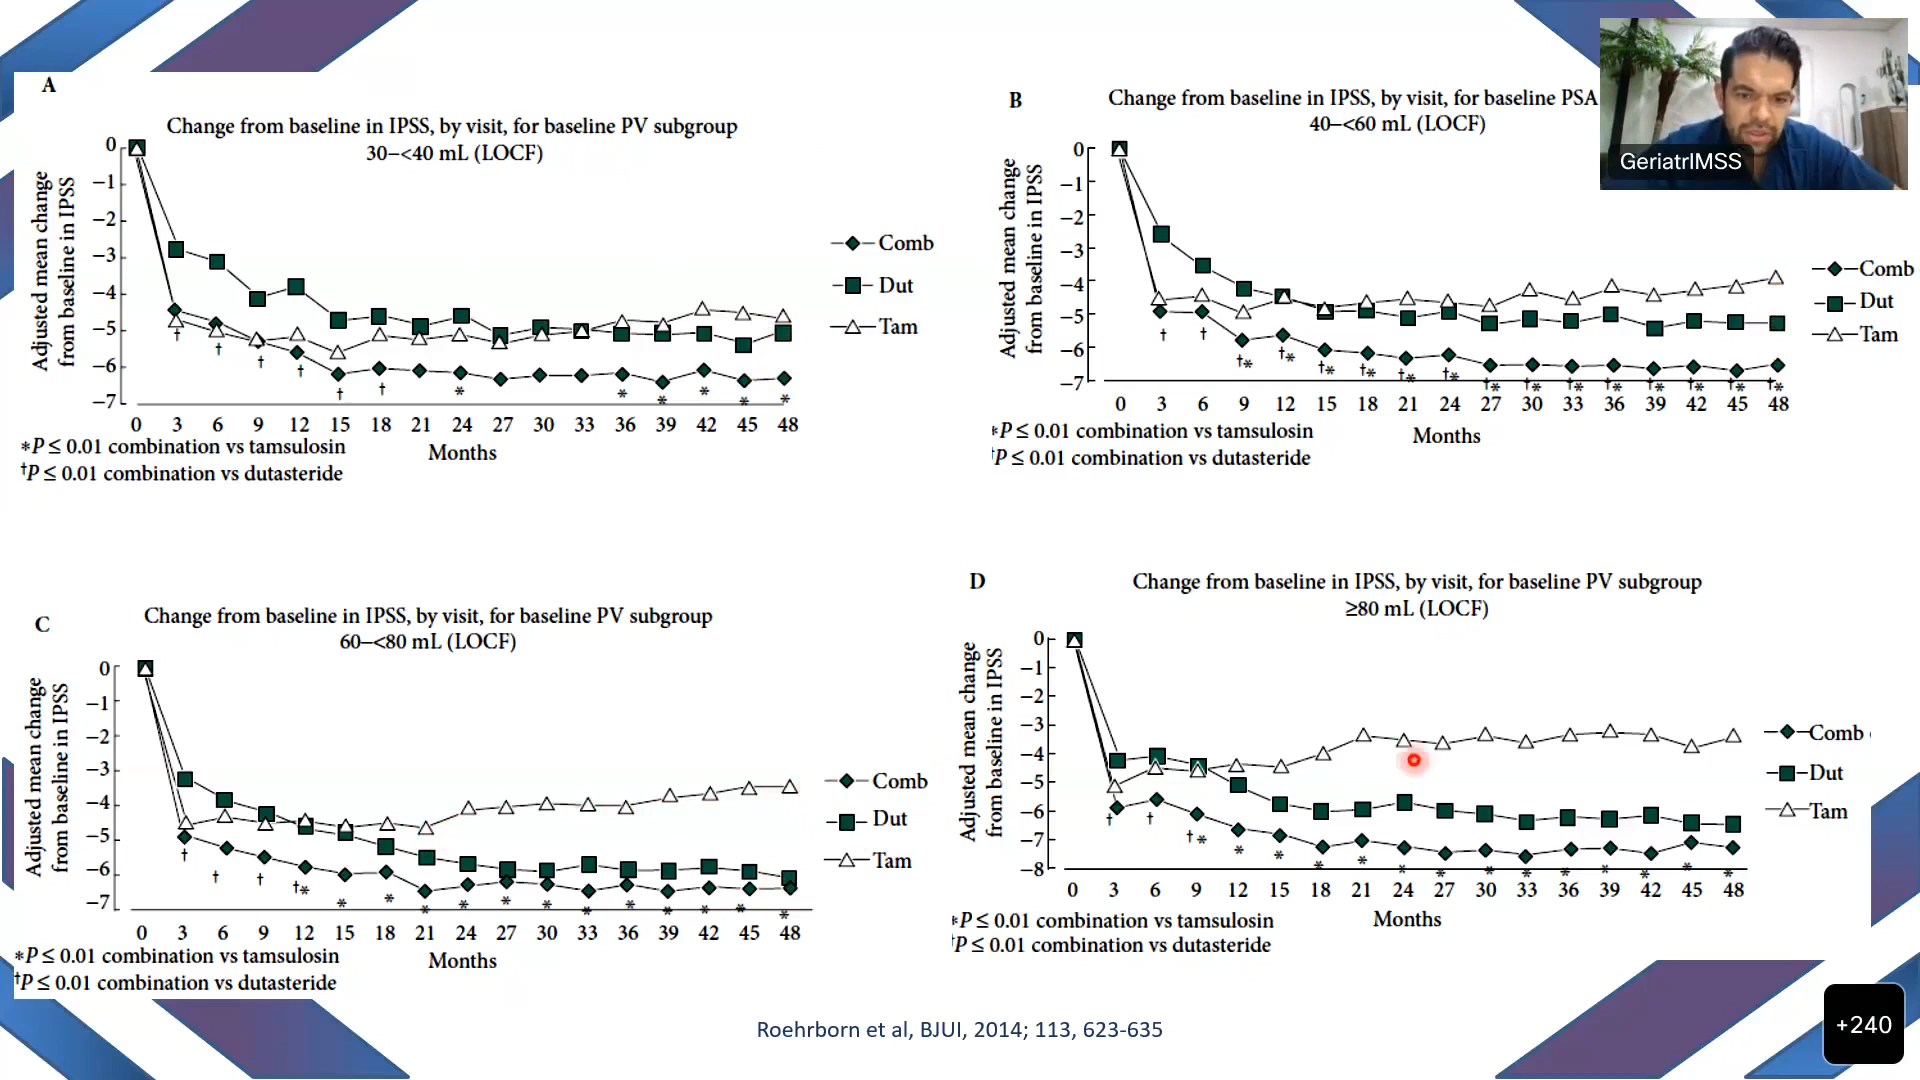 A
Change from baseline in IPSS, by visit, for baseline PV subgroup
30–<40 mL (LOCF)
Adjusted mean change
from baseline in IPSS
0
−1
−2
−3
−4
−5
−6
−7
† † † † † † * * * * * *
0 3 6 9 12 15 18 21 24 27 30 33 36 39 42 45 48
Months
Comb
Dut
Tam
*P ≤ 0.01 combination vs tamsulosin
†P ≤ 0.01 combination vs dutasteride
B
Change from baseline in IPSS, by visit, for baseline PSA
40–<60 mL (LOCF)
Adjusted mean change
from baseline in IPSS
0
−1
−2
−3
−4
−5
−6
−7
† † †* †* †* †* †* †* †* †* †* †* †* †* †* †*
0 3 6 9 12 15 18 21 24 27 30 33 36 39 42 45 48
Months
Comb
Dut
Tam
*P ≤ 0.01 combination vs tamsulosin
†P ≤ 0.01 combination vs dutasteride
GeriatrIMSS
C
Change from baseline in IPSS, by visit, for baseline PV subgroup
60–<80 mL (LOCF)
Adjusted mean change
from baseline in IPSS
0
−1
−2
−3
−4
−5
−6
−7
† † † †* * * * * * * * * * * * *
0 3 6 9 12 15 18 21 24 27 30 33 36 39 42 45 48
Months
Comb
Dut
Tam
*P ≤ 0.01 combination vs tamsulosin
†P ≤ 0.01 combination vs dutasteride
D
Change from baseline in IPSS, by visit, for baseline PV subgroup
≥80 mL (LOCF)
Adjusted mean change
from baseline in IPSS
0
−1
−2
−3
−4
−5
−6
−7
−8
† † †* * * * * * * * * * * * * *
0 3 6 9 12 15 18 21 24 27 30 33 36 39 42 45 48
Months
Comb
Dut
Tam
*P ≤ 0.01 combination vs tamsulosin
†P ≤ 0.01 combination vs dutasteride
Roehrborn et al, BJUI, 2014; 113, 623-635
+240